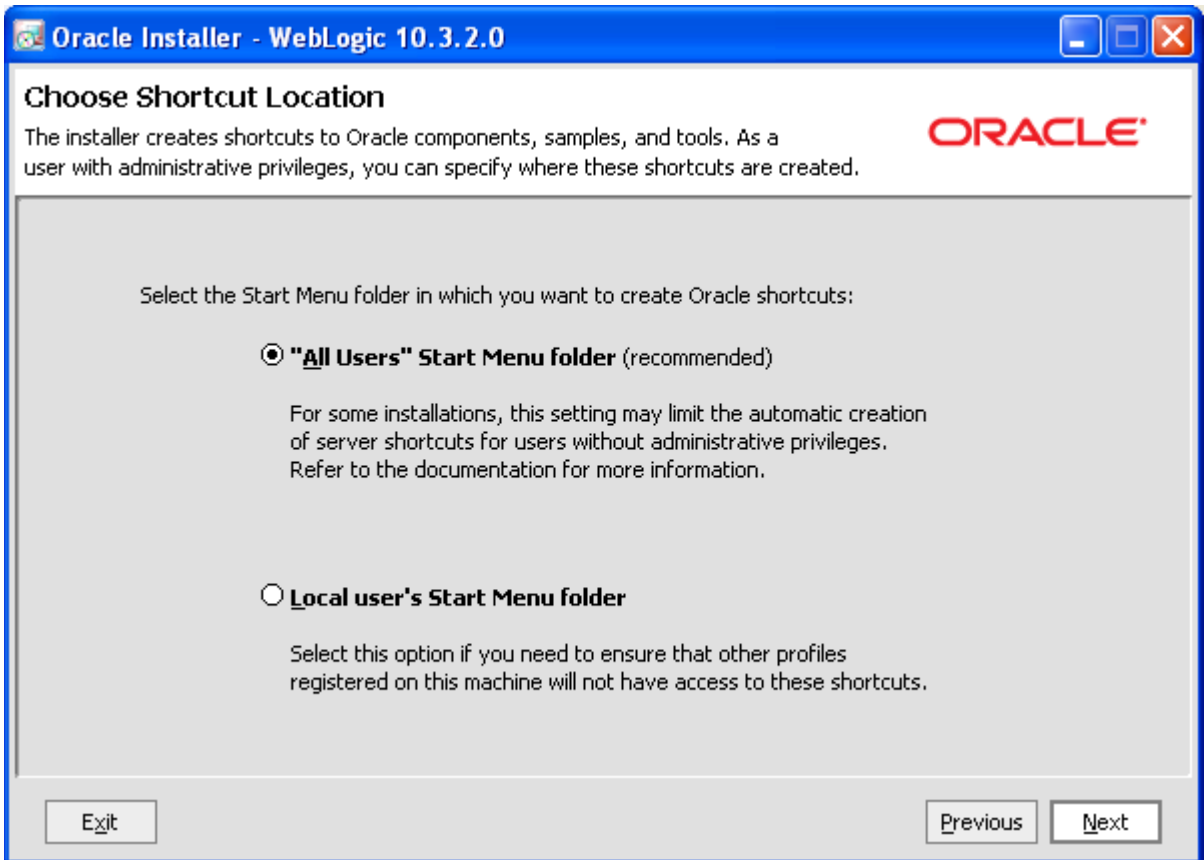 Oracle Installer - WebLogic 10.3.2.0
Choose Shortcut Location
The installer creates shortcuts to Oracle components, samples, and tools. As a
user with administrative privileges, you can specify where these shortcuts are created.
ORACLE
Select the Start Menu folder in which you want to create Oracle shortcuts:
"All Users" Start Menu folder (recommended)
For some installations, this setting may limit the automatic creation
of server shortcuts for users without administrative privileges.
Refer to the documentation for more information.
Local user's Start Menu folder
Select this option if you need to ensure that other profiles
registered on this machine will not have access to these shortcuts.
Exit
Previous
Next